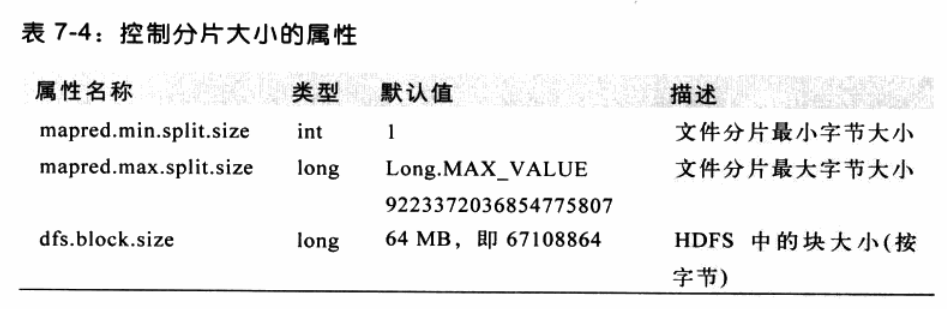 表 7-4：控制分片大小的属性
属性名称 类型 默认值 描述
mapred.min.split.size int 1 文件分片最小字节大小
mapred.max.split.size long Long.MAX_VALUE 文件分片最大字节大小
9223372036854775807
dfs.block.size long 64 MB，即 67108864 HDFS 中的块大小(按
字节)